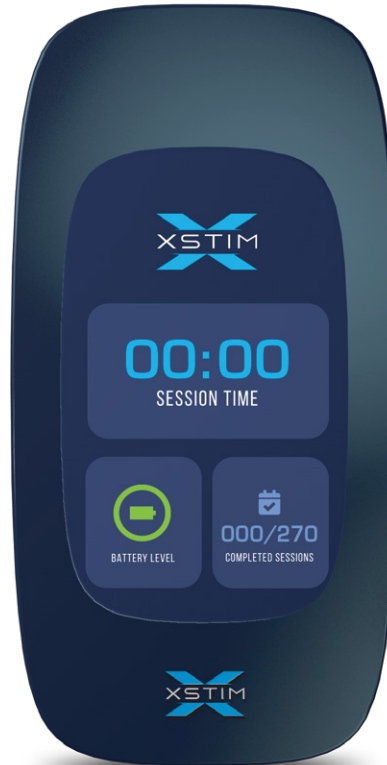 XSTIM
00:00
SESSION TIME
BATTERY LEVEL
000/270
COMPLETED SESSIONS
XSTIM